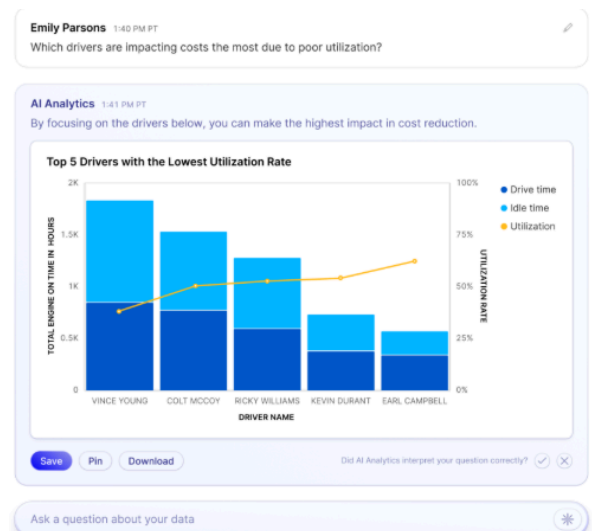 Emily Parsons 1:40 PM PT
Which drivers are impacting costs the most due to poor utilization?
AI Analytics 1:41 PM PT
By focusing on the drivers below, you can make the highest impact in cost reduction.
Top 5 Drivers with the Lowest Utilization Rate
2K
1.5K
1K
0.5K
0
TOTAL ENGINE ON TIME IN HOURS
100%
75%
50%
25%
0%
UTILIZATION RATE
Drive time
Idle time
Utilization
VINCE YOUNG COLT MCCOY RICKY WILLIAMS KEVIN DURANT EARL CAMPBELL
DRIVER NAME
Save Pin Download Did AI Analytics interpret your question correctly?
Ask a question about your data